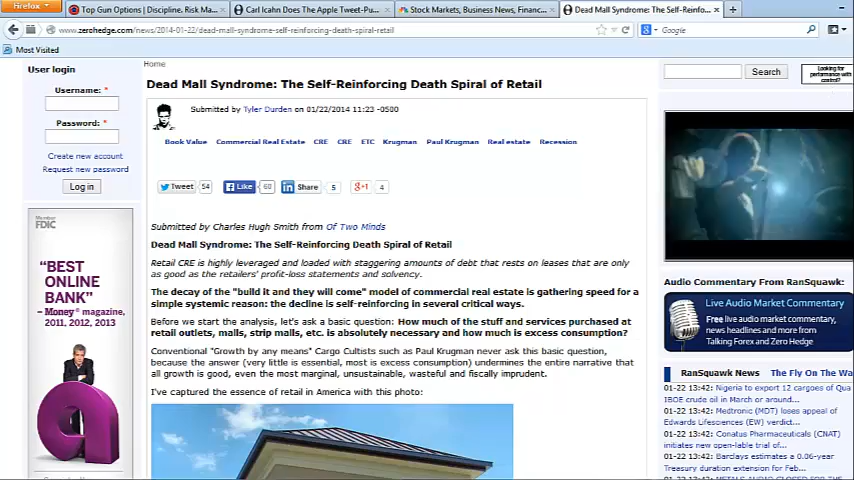 Firefox
Top Gun Options | Discipline. Risk Ma...
Carl Icahn Does The Apple Tweet-Pu...
Stock Markets, Business News, Financ...
Dead Mall Syndrome: The Self-Reinfo...
www.zerohedge.com/news/2014-01-22/dead-mall-syndrome-self-reinforcing-death-spiral-retail
Google
Most Visited
User login
Username: *
Password: *
Create new account
Request new password
Log in
Member
FDIC
"BEST
ONLINE
BANK"
– Money magazine,
2011, 2012, 2013
Home
Dead Mall Syndrome: The Self-Reinforcing Death Spiral of Retail
Submitted by Tyler Durden on 01/22/2014 11:23 -0500
Book Value Commercial Real Estate CRE CRE ETC Krugman Paul Krugman Real estate Recession
Tweet 54 Like 60 Share 5 +1 4
Submitted by Charles Hugh Smith from Of Two Minds
Dead Mall Syndrome: The Self-Reinforcing Death Spiral of Retail
Retail CRE is highly leveraged and loaded with staggering amounts of debt that rests on leases that are only
as good as the retailers' profit-loss statements and solvency.
The decay of the "build it and they will come" model of commercial real estate is gathering speed for a
simple systemic reason: the decline is self-reinforcing in several critical ways.
Before we start the analysis, let's ask a basic question: How much of the stuff and services purchased at
retail outlets, malls, strip malls, etc. is absolutely necessary and how much is excess consumption?
Conventional "Growth by any means" Cargo Cultists such as Paul Krugman never ask this basic question,
because the answer (very little is essential, most is excess consumption) undermines the entire narrative that
all growth is good, even the most marginal, unsustainable, wasteful and fiscally imprudent.
I've captured the essence of retail in America with this photo:
Search
Looking for
performance with
control?
Audio Commentary From RanSquawk
Live Audio Market Commentary
Free live audio commentary,
news headlines and more from
Talking Forex and Zero Hedge
RanSquawk News The Fly On The Wa
01-22 13:42: Nigeria to export 12 cargoes of Qua
IBOE crude oil in March or around...
01-22 13:42: Medtronic (MDT) loses appeal of
Edwards Lifesciences (EW) verdict...
01-22 13:42: Conatus Pharmaceuticals (CNAT)
initiates new open-label trial of...
01-22 13:42: Barclays estimates a 0.06-year
Treasury duration extension for Feb...